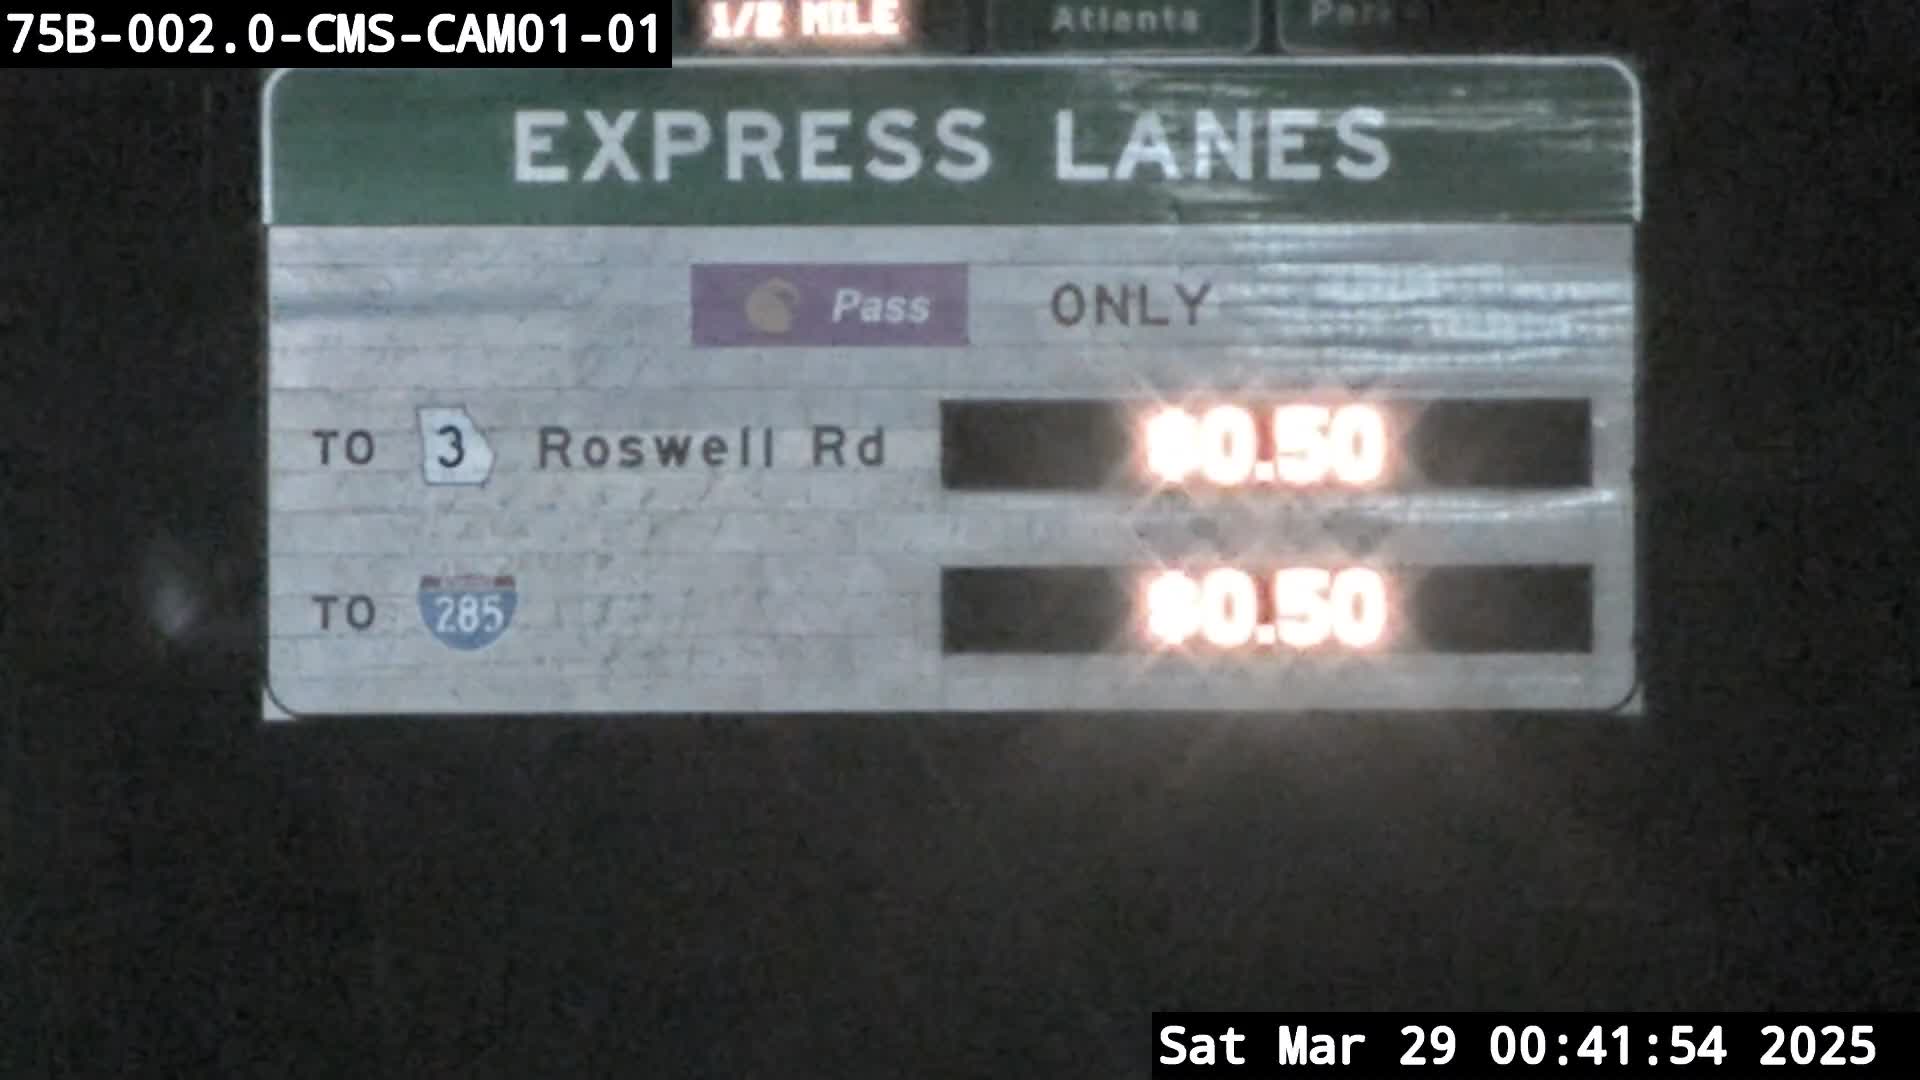 75B-002.0-CMS-CAM01-01
1/2 MILE
Atlanta
EXPRESS LANES
Pass ONLY
TO 3 Roswell Rd $0.50
TO 285 $0.50
Sat Mar 29 00:41:54 2025